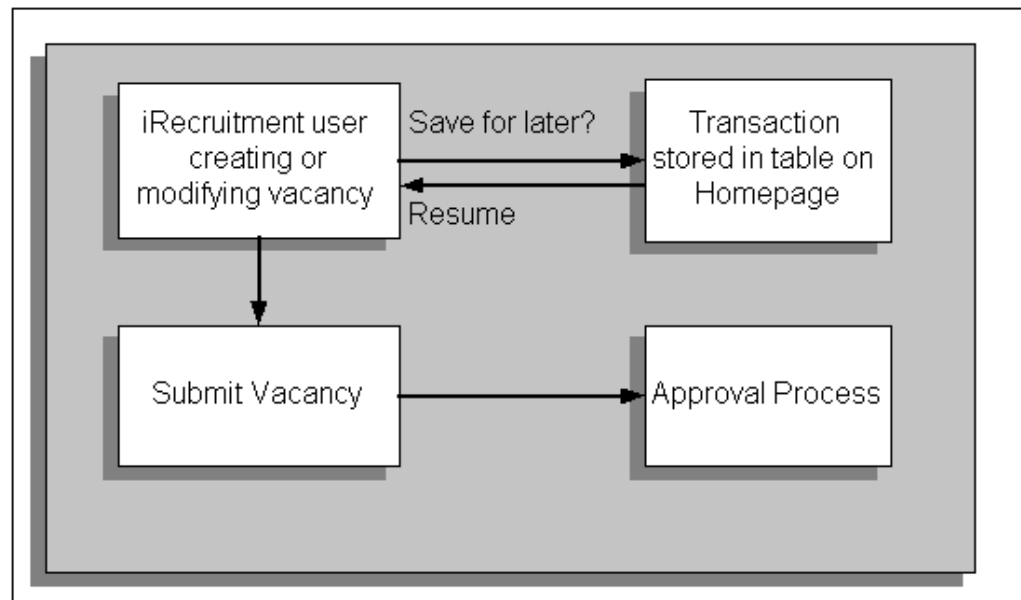 iRecruitment user
creating or
modifying vacancy
Save for later?
Resume
Transaction
stored in table on
Homepage
Submit Vacancy
Approval Process